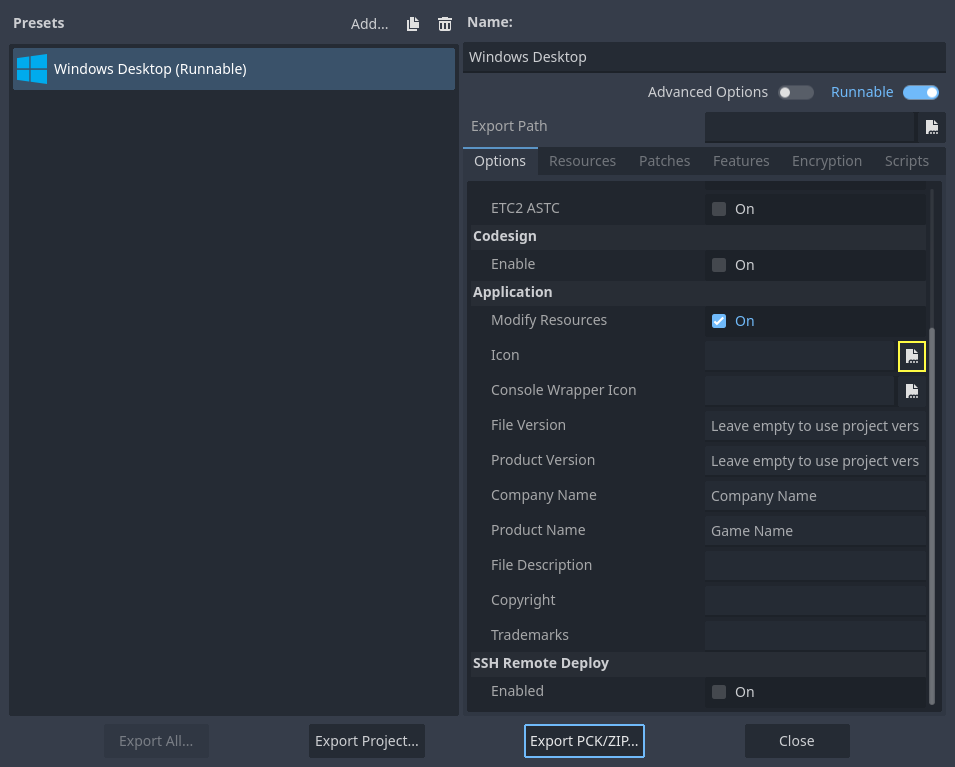 Presets
Add...
Name:
Windows Desktop (Runnable)
Windows Desktop
Advanced Options
Runnable
Export Path
Options Resources Patches Features Encryption Scripts
ETC2 ASTC On
Codesign
Enable On
Application
Modify Resources On
Icon
Console Wrapper Icon
File Version Leave empty to use project vers
Product Version Leave empty to use project vers
Company Name Company Name
Product Name Game Name
File Description
Copyright
Trademarks
SSH Remote Deploy
Enabled On
Export All... Export Project... Export PCK/ZIP... Close